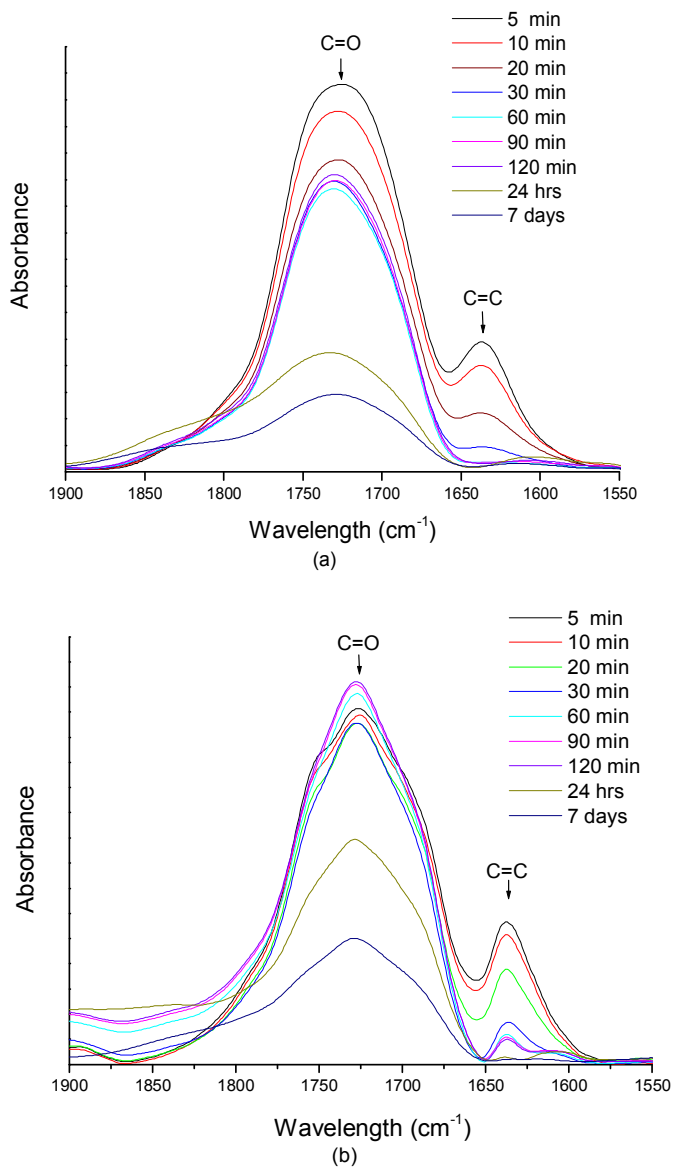 5 min
10 min
20 min
30 min
60 min
90 min
120 min
24 hrs
7 days
C=O
C=C
Absorbance
1900 1850 1800 1750 1700 1650 1600 1550
Wavelength (cm-1)
(a)
5 min
10 min
20 min
30 min
60 min
90 min
120 min
24 hrs
7 days
C=O
C=C
Absorbance
1900 1850 1800 1750 1700 1650 1600 1550
Wavelength (cm-1)
(b)